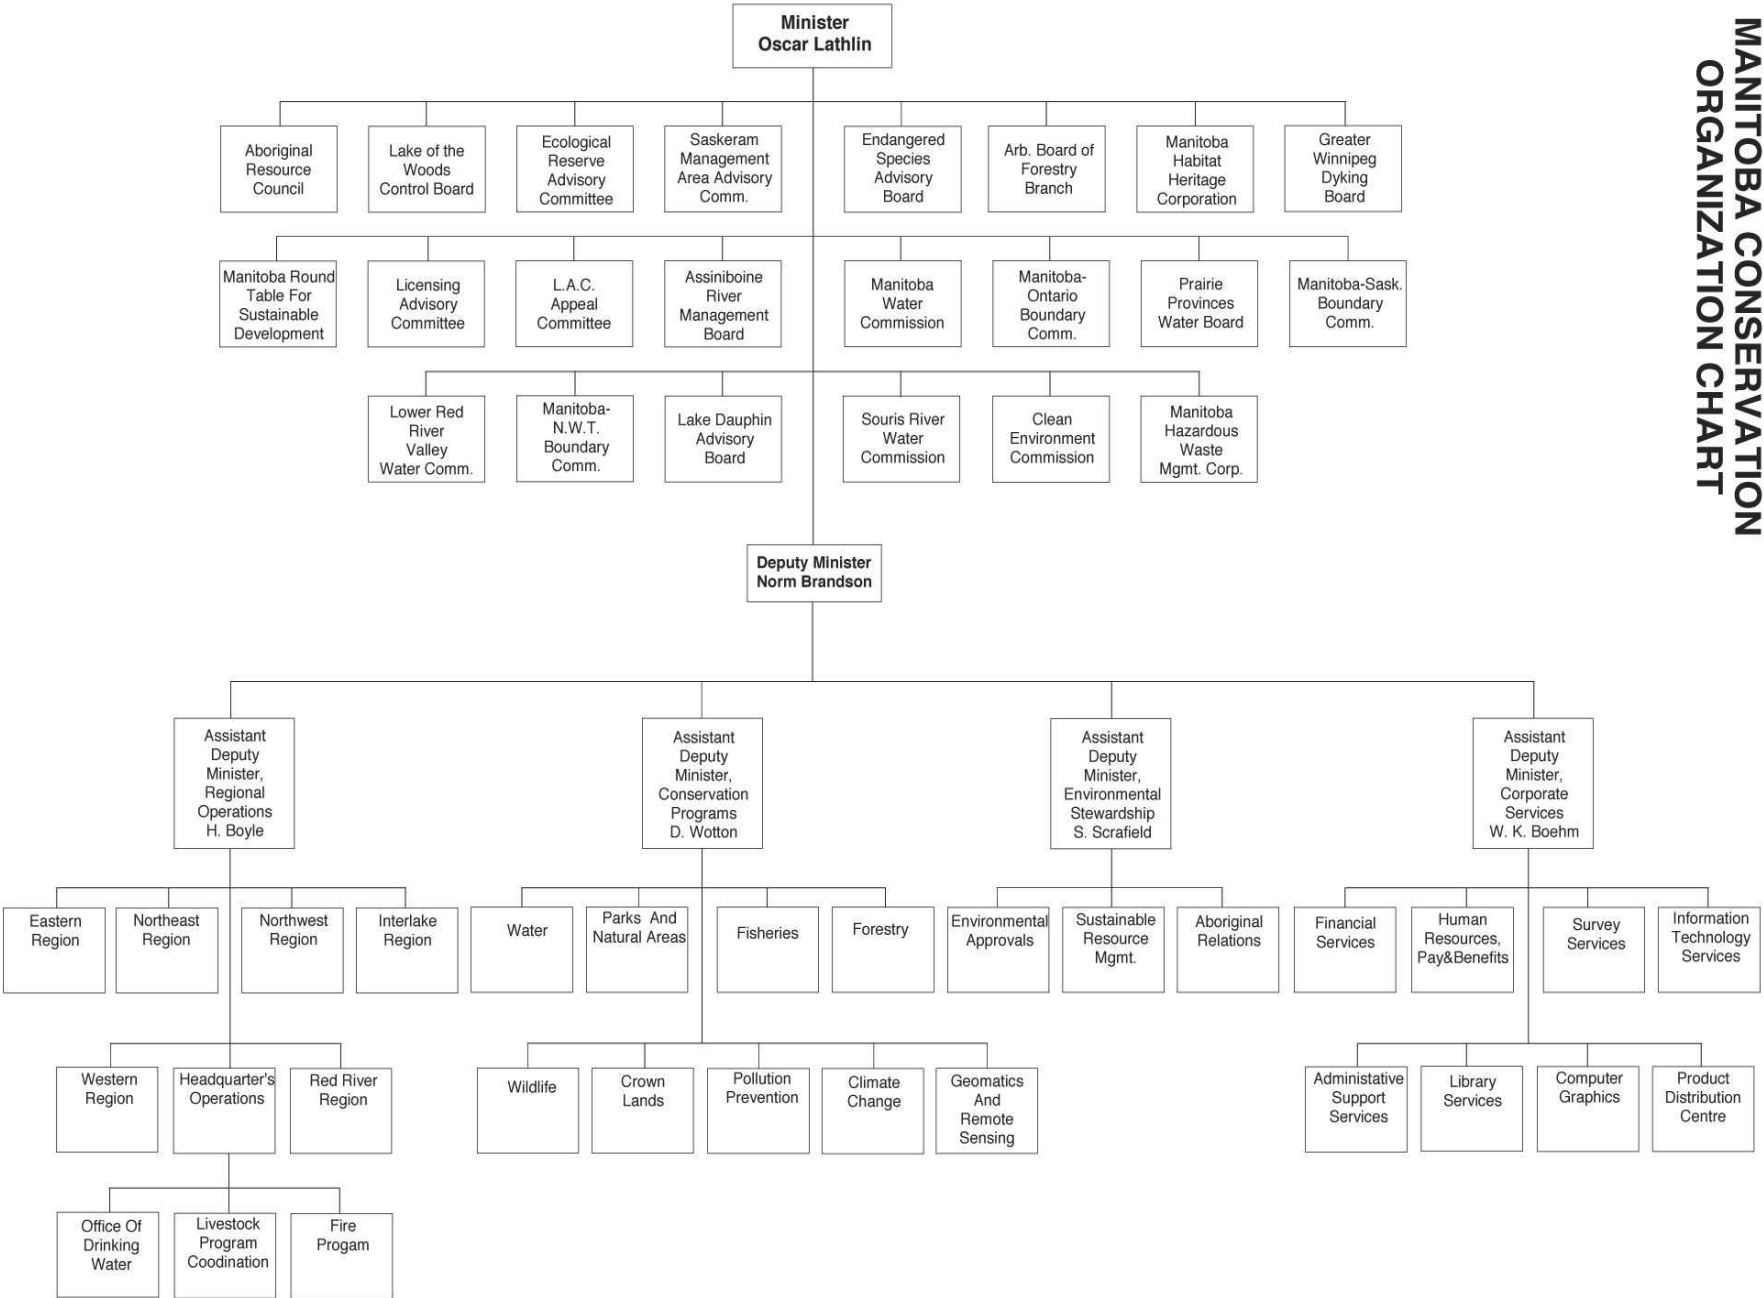 MANITOBA CONSERVATION
ORGANIZATION CHART
Minister
Oscar Lathlin
Aboriginal
Resource
Council
Lake of the
Woods
Control Board
Ecological
Reserve
Advisory
Committee
Saskeram
Management
Area Advisory
Comm.
Endangered
Species
Advisory
Board
Arb. Board of
Forestry
Branch
Manitoba
Habitat
Heritage
Corporation
Greater
Winnipeg
Dyking
Board
Manitoba Round
Table For
Sustainable
Development
Licensing
Advisory
Committee
L.A.C.
Appeal
Committee
Assiniboine
River
Management
Board
Manitoba
Water
Commission
Manitoba-
Ontario
Boundary
Comm.
Prairie
Provinces
Water Board
Manitoba-Sask.
Boundary
Comm.
Lower Red
River
Valley
Water Comm.
Manitoba-
N.W.T.
Boundary
Comm.
Lake Dauphin
Advisory
Board
Souris River
Water
Commission
Clean
Environment
Commission
Manitoba
Hazardous
Waste
Mgmt. Corp.
Deputy Minister
Norm Brandson
Assistant
Deputy
Minister,
Regional
Operations
H. Boyle
Assistant
Deputy
Minister,
Conservation
Programs
D. Wotton
Assistant
Deputy
Minister,
Environmental
Stewardship
S. Scrafield
Assistant
Deputy
Minister,
Corporate
Services
W. K. Boehm
Eastern
Region
Northeast
Region
Northwest
Region
Interlake
Region
Water
Parks And
Natural Areas
Fisheries
Forestry
Environmental
Approvals
Sustainable
Resource
Mgmt.
Aboriginal
Relations
Financial
Services
Human
Resources,
Pay&Benefits
Survey
Services
Information
Technology
Services
Western
Region
Headquarter's
Operations
Red River
Region
Wildlife
Crown
Lands
Pollution
Prevention
Climate
Change
Geomatics
And
Remote
Sensing
Administative
Support
Services
Library
Services
Computer
Graphics
Product
Distribution
Centre
Office Of
Drinking
Water
Livestock
Program
Coodination
Fire
Progam